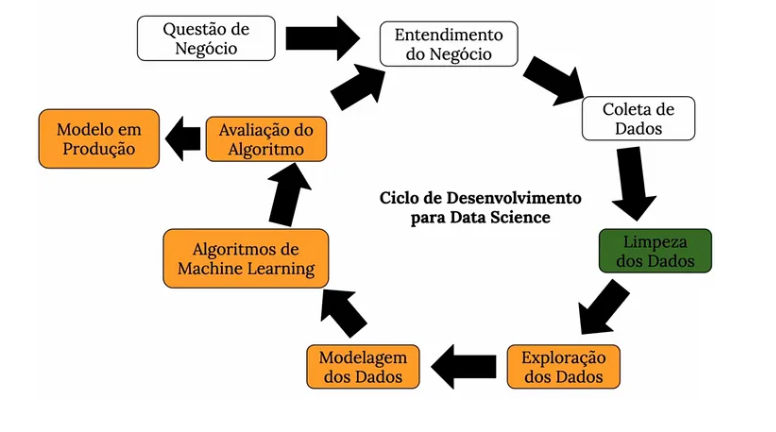 Questão de
Negócio
Entendimento
do Negócio
Coleta de
Dados
Modelo em
Produção
Avaliação do
Algoritmo
Ciclo de Desenvolvimento
para Data Science
Limpeza
dos Dados
Algoritmos de
Machine Learning
Modelagem
dos Dados
Exploração
dos Dados